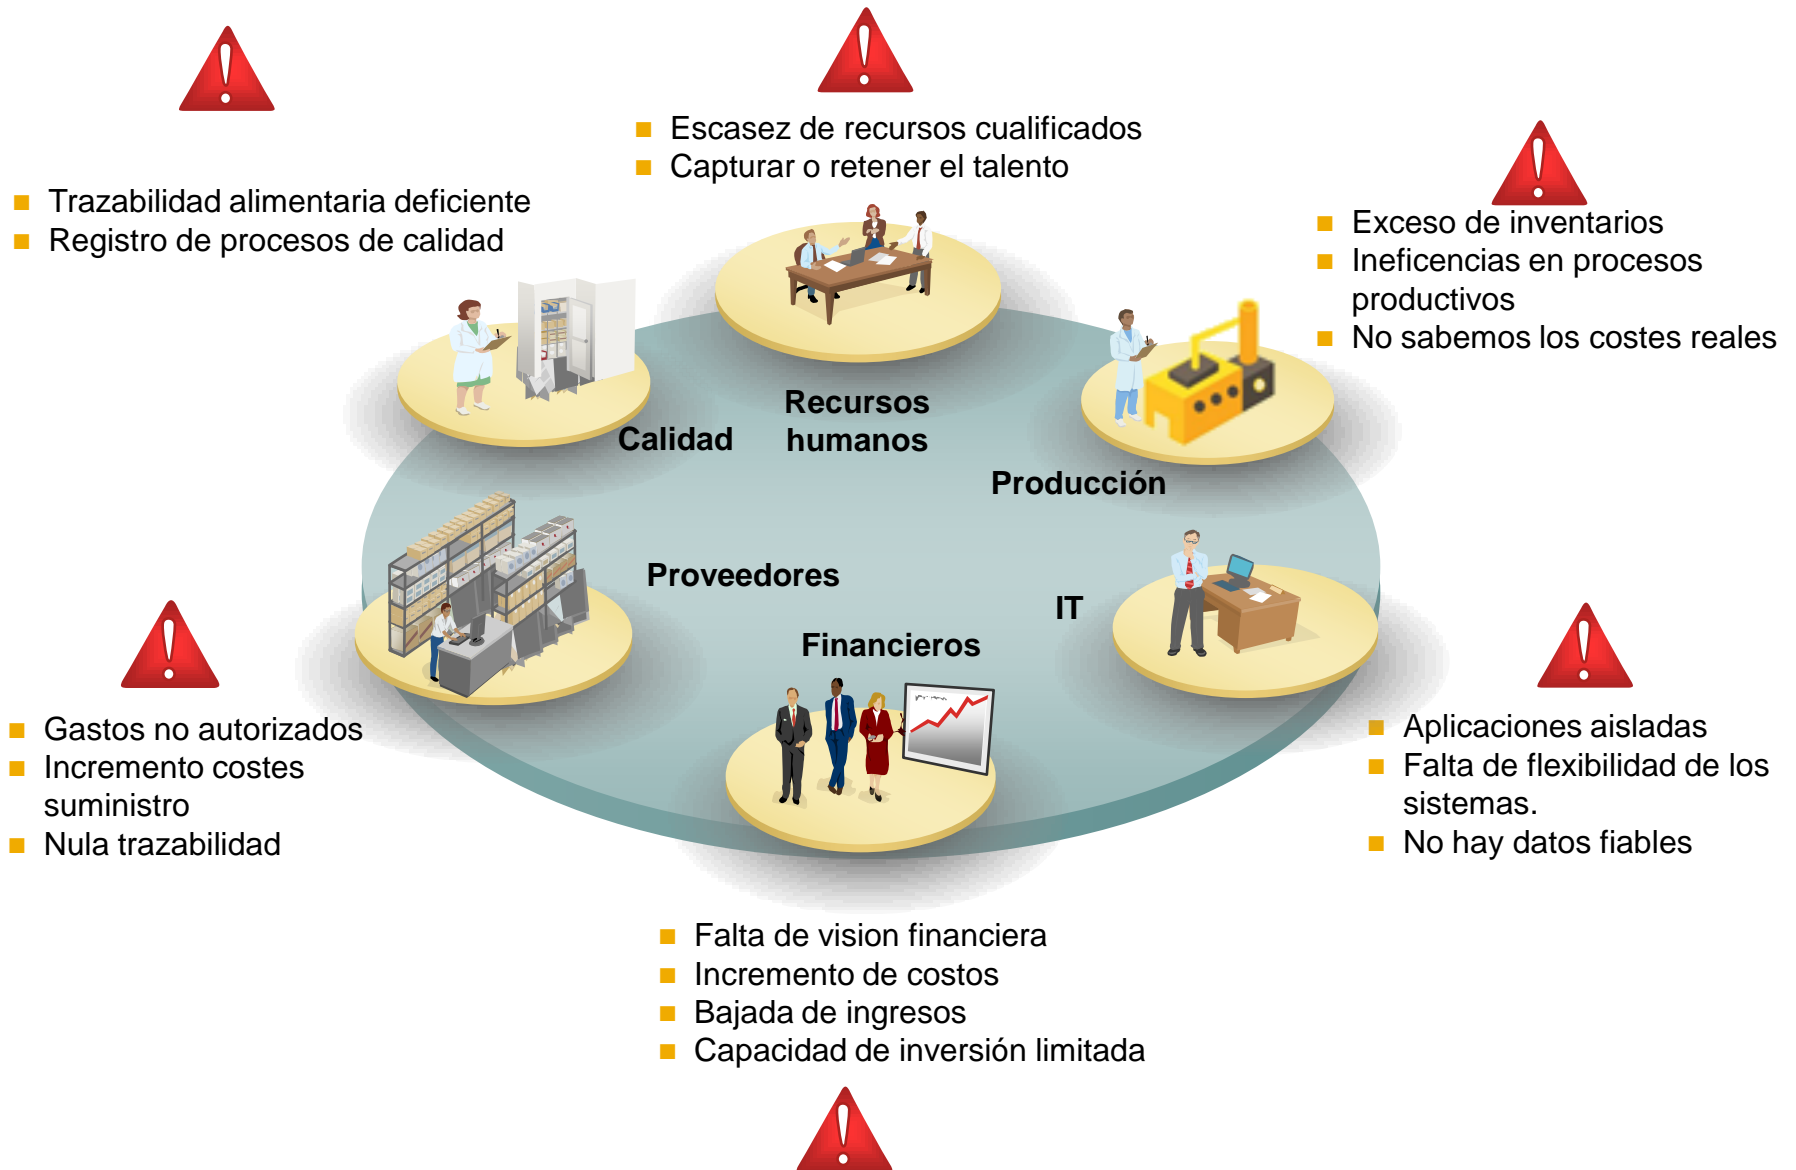 Escasez de recursos cualificados
Capturar o retener el talento
Trazabilidad alimentaria deficiente
Registro de procesos de calidad
Exceso de inventarios
Ineficencias en procesos
productivos
No sabemos los costes reales
Recursos
humanos
Calidad
Producción
Proveedores
IT
Financieros
Gastos no autorizados
Incremento costes
suministro
Nula trazabilidad
Aplicaciones aisladas
Falta de flexibilidad de los
sistemas.
No hay datos fiables
Falta de vision financiera
Incremento de costos
Bajada de ingresos
Capacidad de inversión limitada